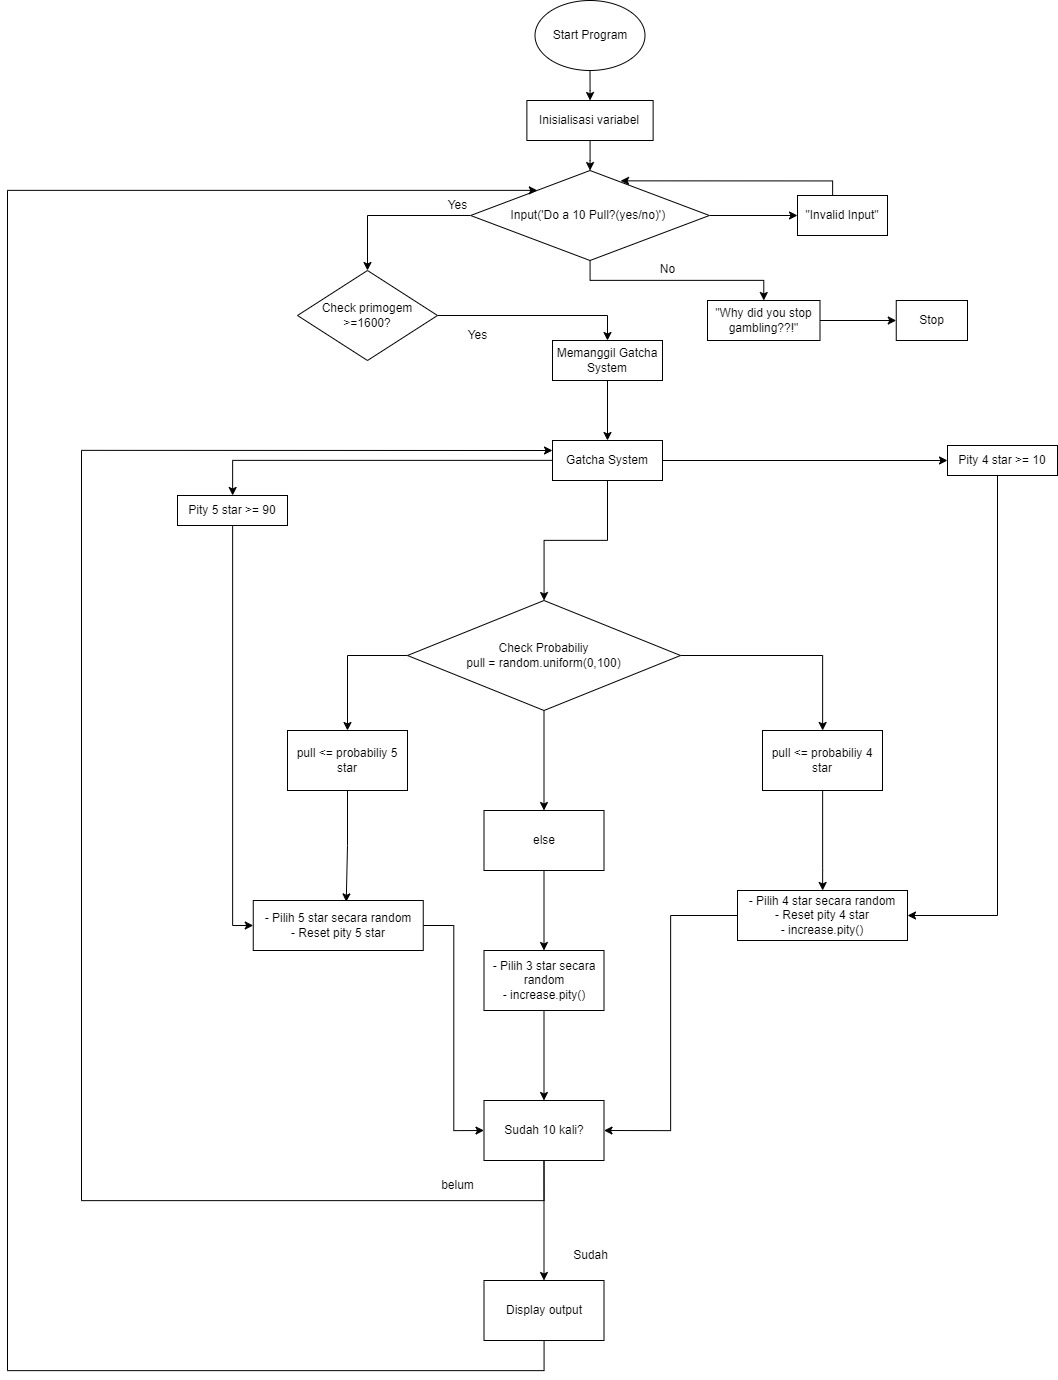 Start Program
Inisialisasi variabel
Yes
Input('Do a 10 Pull?(yes/no)')
"Invalid Input"
No
Check primogem
>=1600?
Yes
"Why did you stop
gambling??!"
Stop
Memanggil Gatcha
System
Gatcha System
Pity 4 star >= 10
Pity 5 star >= 90
Check Probabiliy
pull = random.uniform(0,100)
pull <= probabiliy 5
star
pull <= probabiliy 4
star
else
- Pilih 5 star secara random
- Reset pity 5 star
- Pilih 4 star secara random
- Reset pity 4 star
- increase.pity()
- Pilih 3 star secara
random
- increase.pity()
Sudah 10 kali?
belum
Sudah
Display output